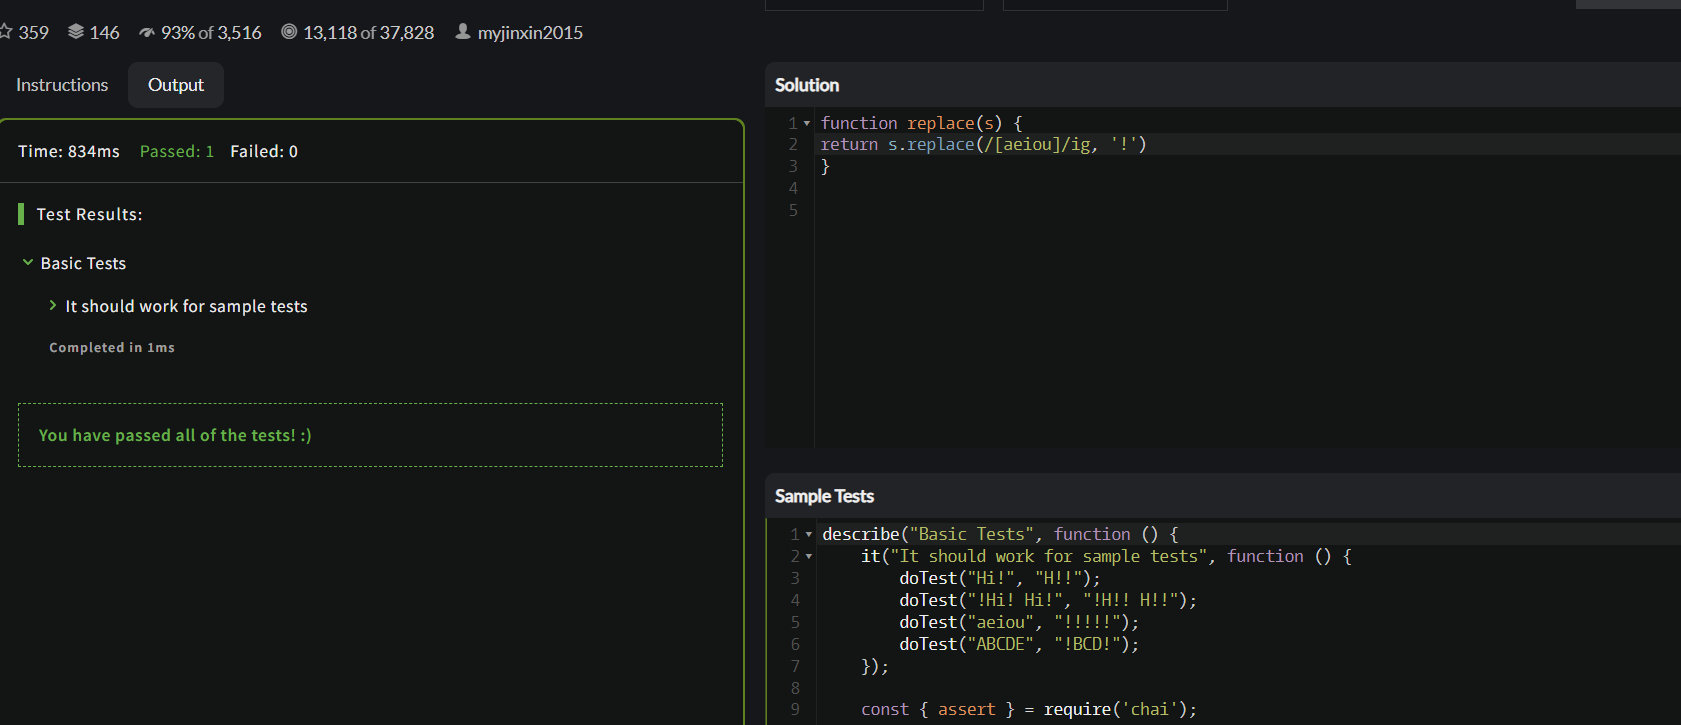 359 146 93% of 3,516 13,118 of 37,828 myjinxin2015
Instructions Output
Time: 834ms Passed: 1 Failed: 0
Test Results:
Basic Tests
It should work for sample tests
Completed in 1ms
You have passed all of the tests! :)
Solution
1 function replace(s) {
2 return s.replace(/[aeiou]/ig, '!')
3 }
4
5
Sample Tests
1 describe("Basic Tests", function () {
2 it("It should work for sample tests", function () {
3 doTest("Hi!", "H!!");
4 doTest("!Hi! Hi!", "!H!! H!!");
5 doTest("aeiou", "!!!!!");
6 doTest("ABCDE", "!BCD!");
7 });
8
9 const { assert } = require('chai');